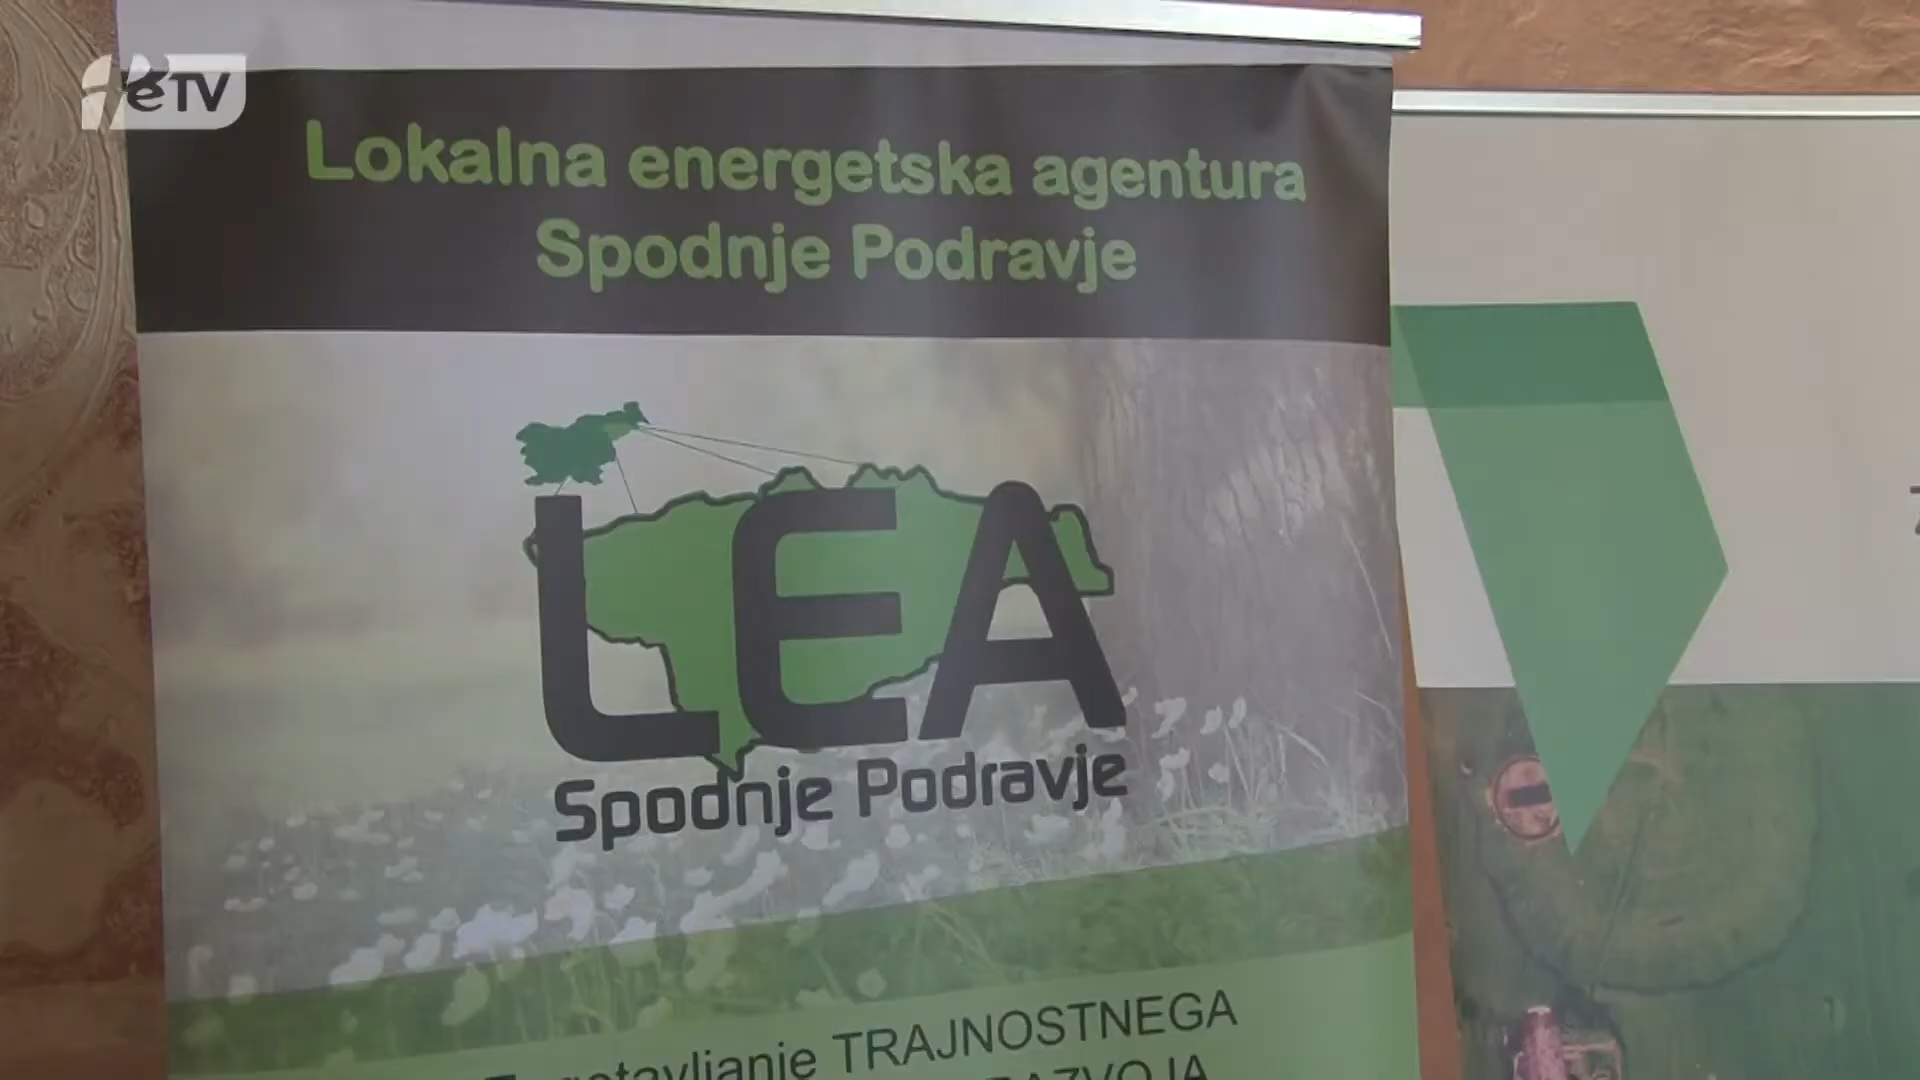 eTV
Lokalna energetska agentura
Spodnje Podravje
LEA
Spodnje Podravje
TRAJNOSTNEGA